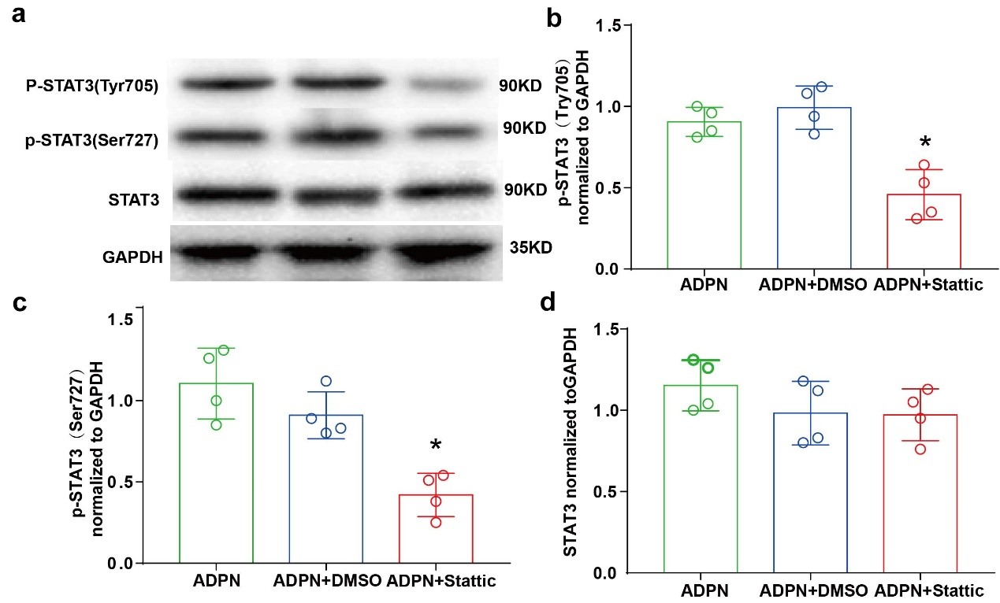 a
P-STAT3(Tyr705)
90KD
p-STAT3(Ser727)
90KD
STAT3
90KD
GAPDH
35KD
b
p-STAT3（Try705）
normalized to GAPDH
1.5
1.0
0.5
0.0
*
ADPN
ADPN+DMSO
ADPN+Stattic
c
p-STAT3（Ser727）
normalized to GAPDH
1.5
1.0
0.5
0.0
*
ADPN
ADPN+DMSO
ADPN+Stattic
d
STAT3 normalized toGAPDH
1.5
1.0
0.5
0.0
ADPN
ADPN+DMSO
ADPN+Stattic